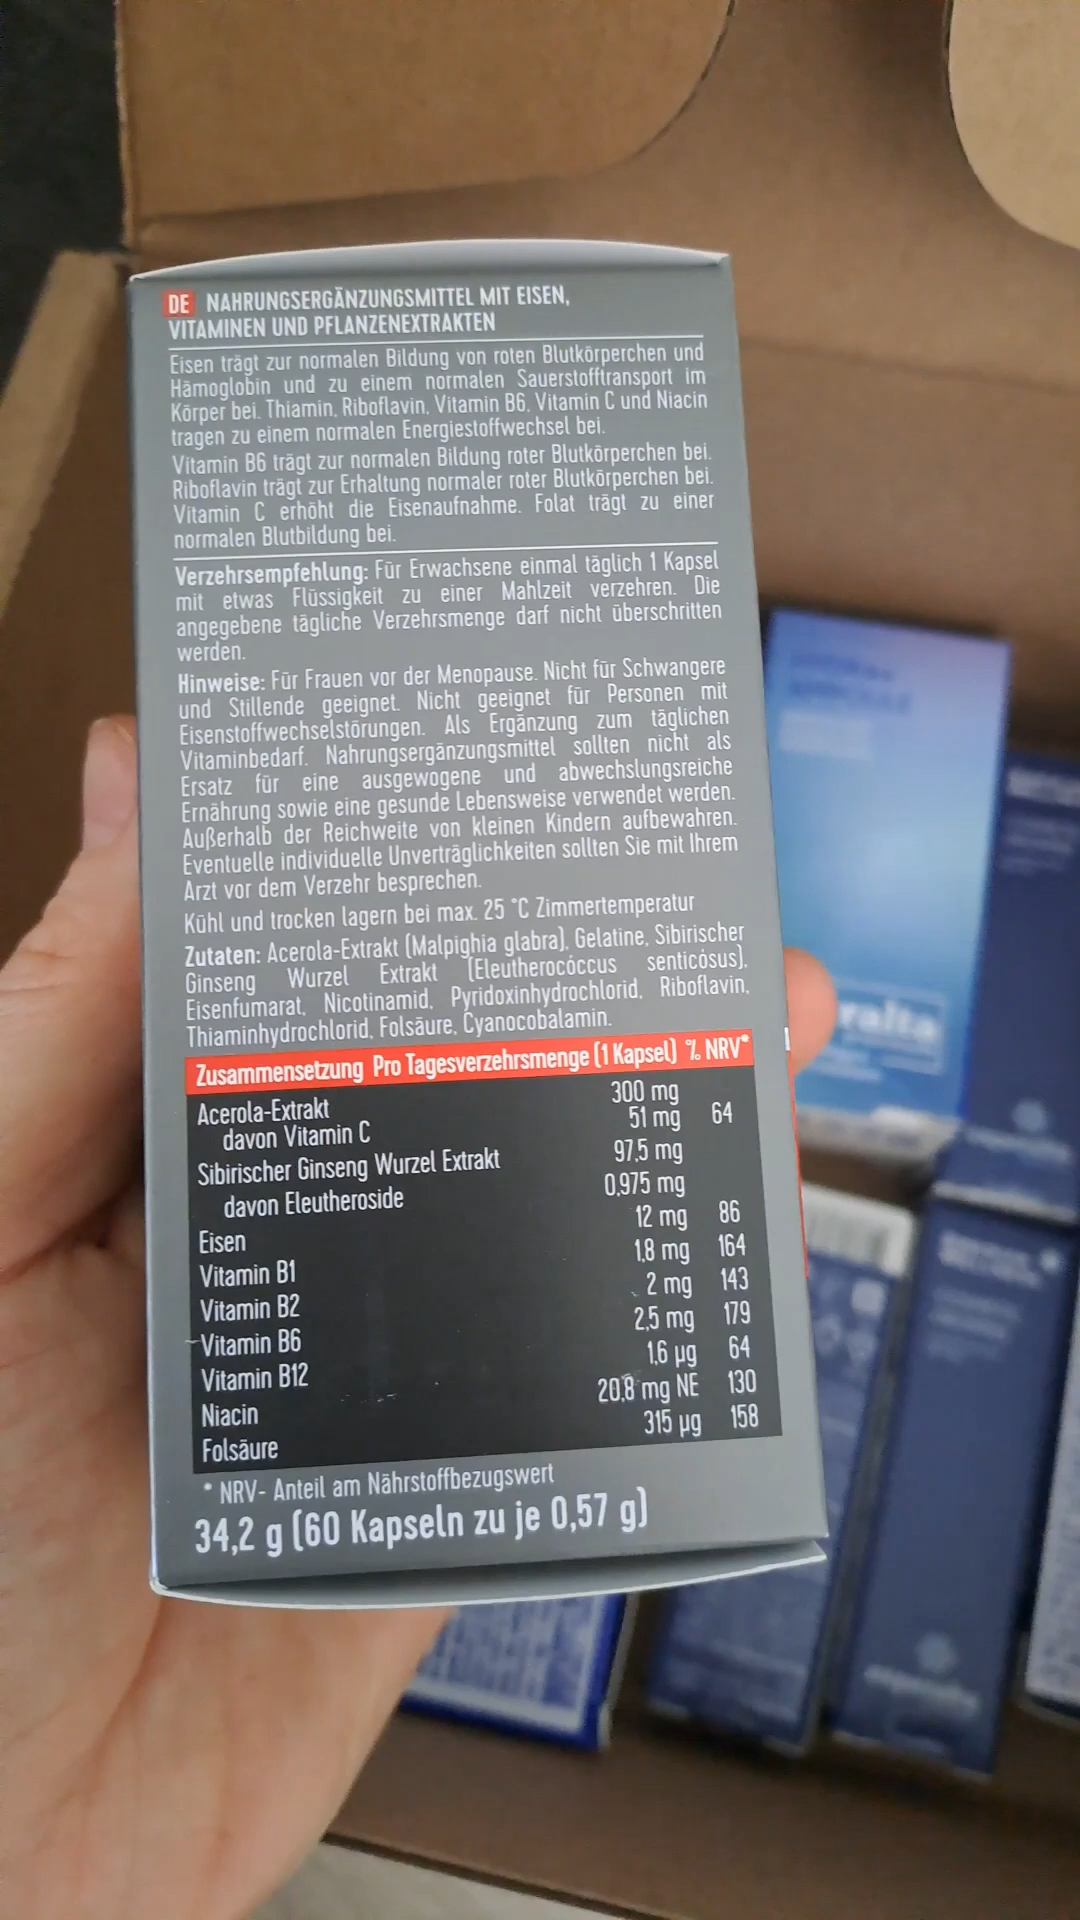 DE NAHRUNGSERGÄNZUNGSMITTEL MIT EISEN,
VITAMINEN UND PFLANZENEXTRAKTEN
Eisen trägt zur normalen Bildung von roten Blutkörperchen und
Hämoglobin und zu einem normalen Sauerstofftransport im
Körper bei. Thiamin, Riboflavin, Vitamin B6, Vitamin C und Niacin
tragen zu einem normalen Energiestoffwechsel bei.
Vitamin B6 trägt zur normalen Bildung roter Blutkörperchen bei.
Riboflavin trägt zur Erhaltung normaler roter Blutkörperchen bei.
Vitamin C erhöht die Eisenaufnahme. Folat trägt zu einer
normalen Blutbildung bei.
Verzehrsempfehlung: Für Erwachsene einmal täglich 1 Kapsel
mit etwas Flüssigkeit zu einer Mahlzeit verzehren. Die
angegebene tägliche Verzehrsmenge darf nicht überschritten
werden.
Hinweise: Für Frauen vor der Menopause. Nicht für Schwangere
und Stillende geeignet. Nicht geeignet für Personen mit
Eisenstoffwechselstörungen. Als Ergänzung zum täglichen
Vitaminbedarf. Nahrungsergänzungsmittel sollten nicht als
Ersatz für eine ausgewogene und abwechslungsreiche
Ernährung sowie eine gesunde Lebensweise verwendet werden.
Außerhalb der Reichweite von kleinen Kindern aufbewahren.
Eventuelle individuelle Unverträglichkeiten sollten Sie mit Ihrem
Arzt vor dem Verzehr besprechen.
Kühl und trocken lagern bei max. 25 °C Zimmertemperatur
Zutaten: Acerola-Extrakt (Malpighia glabra), Gelatine, Sibirischer
Ginseng Wurzel Extrakt (Eleutherocóccus senticósus),
Eisenfumarat, Nicotinamid, Pyridoxinhydrochlorid, Riboflavin,
Thiaminhydrochlorid, Folsäure, Cyanocobalamin.
Zusammensetzung Pro Tagesverzehrsmenge (1 Kapsel) % NRV*
Acerola-Extrakt 300 mg
davon Vitamin C 51 mg 64
Sibirischer Ginseng Wurzel Extrakt 97,5 mg
davon Eleutheroside 0,975 mg
Eisen 12 mg 86
Vitamin B1 1,8 mg 164
Vitamin B2 2 mg 143
Vitamin B6 2,5 mg 179
Vitamin B12 1,6 µg 64
Niacin 20,8 mg NE 130
Folsäure 315 µg 158
* NRV- Anteil am Nährstoffbezugswert
34,2 g (60 Kapseln zu je 0,57 g)